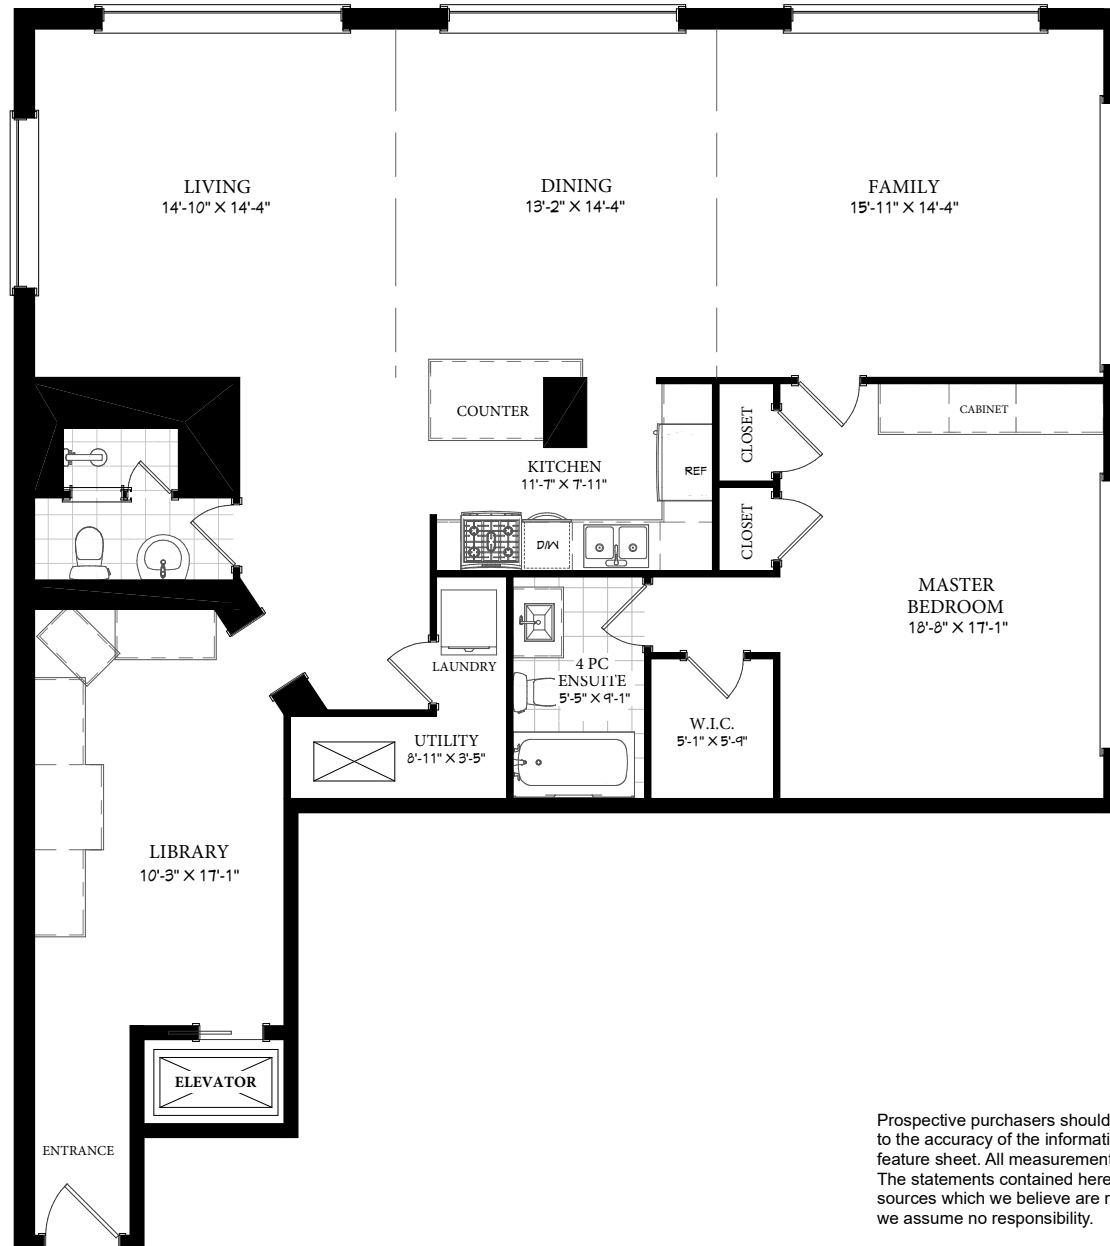 LIVING
14'-10" X 14'-4"
DINING
13'-2" X 14'-4"
FAMILY
15'-11" X 14'-4"
COUNTER
CLOSET
CABINET
KITCHEN
11'-7" X 7'-11"
REF
CLOSET
D/W
MASTER
BEDROOM
18'-8" X 17'-1"
LAUNDRY
4 PC
ENSUITE
5'-5" X 9'-1"
W.I.C.
5'-1" X 5'-9"
UTILITY
8'-11" X 3'-5"
LIBRARY
10'-3" X 17'-1"
ELEVATOR
ENTRANCE
Prospective purchasers should
to the accuracy of the informati
feature sheet. All measurement
The statements contained here
sources which we believe are r
we assume no responsibility.